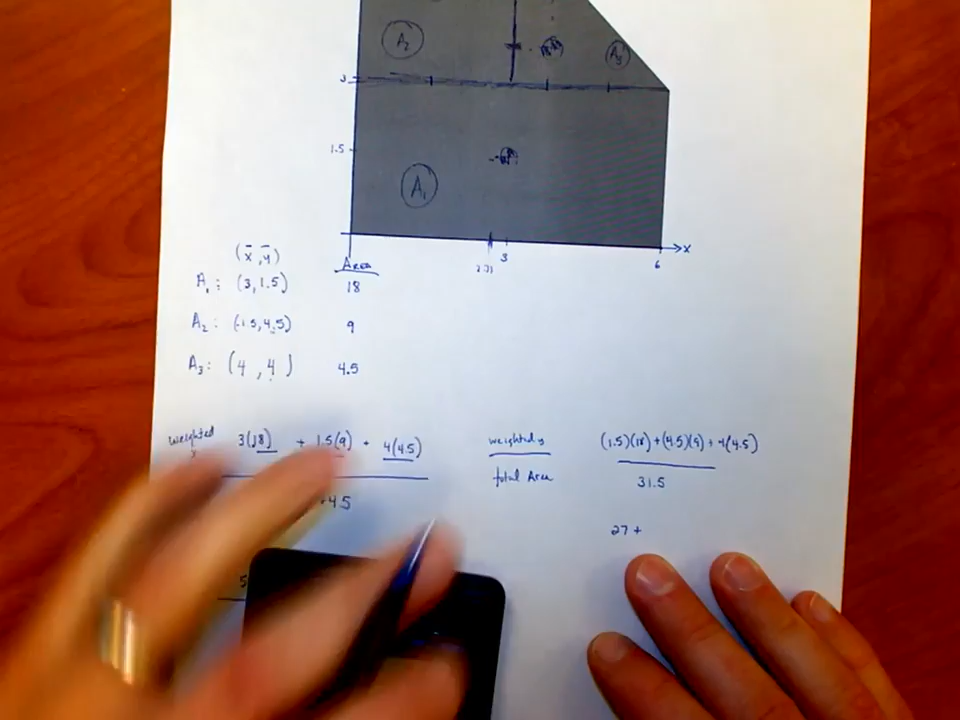 A₂
A₃
3
1.5
A₁
x
3
6
(x̄, ȳ)
Area
A₁: (3, 1.5) 18
A₂: (1.5, 4.5) 9
A₃: (4, 4) 4.5
weighted 3(18) + 1.5(9) + 4(4.5)
4.5
5
weighted y (1.5)(18) + (4.5)(9) + 4(4.5)
total Area 31.5
27 +